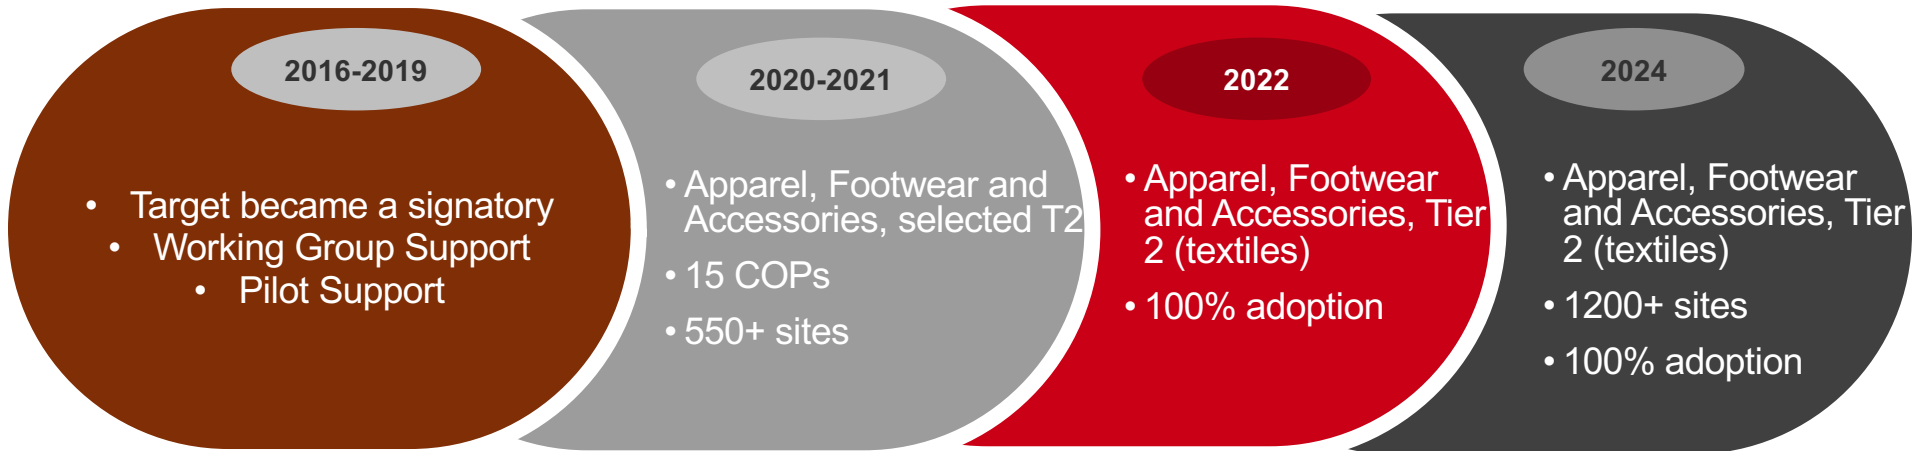 2016-2019
• Target became a signatory
• Working Group Support
• Pilot Support
2020-2021
• Apparel, Footwear and
Accessories, selected T2
• 15 COPs
• 550+ sites
2022
• Apparel, Footwear
and Accessories, Tier
2 (textiles)
• 100% adoption
2024
• Apparel, Footwear
and Accessories, Tier
2 (textiles)
• 1200+ sites
• 100% adoption